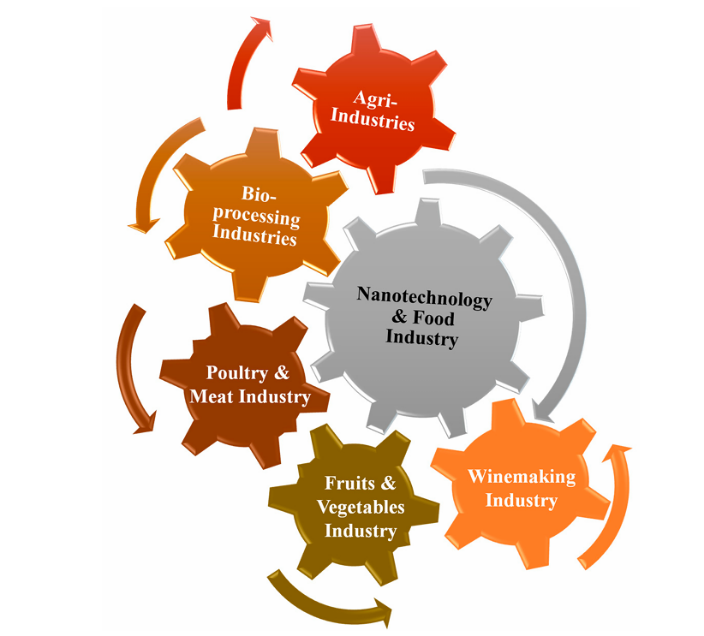 Agri-
Industries
Bio-
processing
Industries
Nanotechnology
& Food
Industry
Poultry &
Meat Industry
Fruits &
Vegetables
Industry
Winemaking
Industry